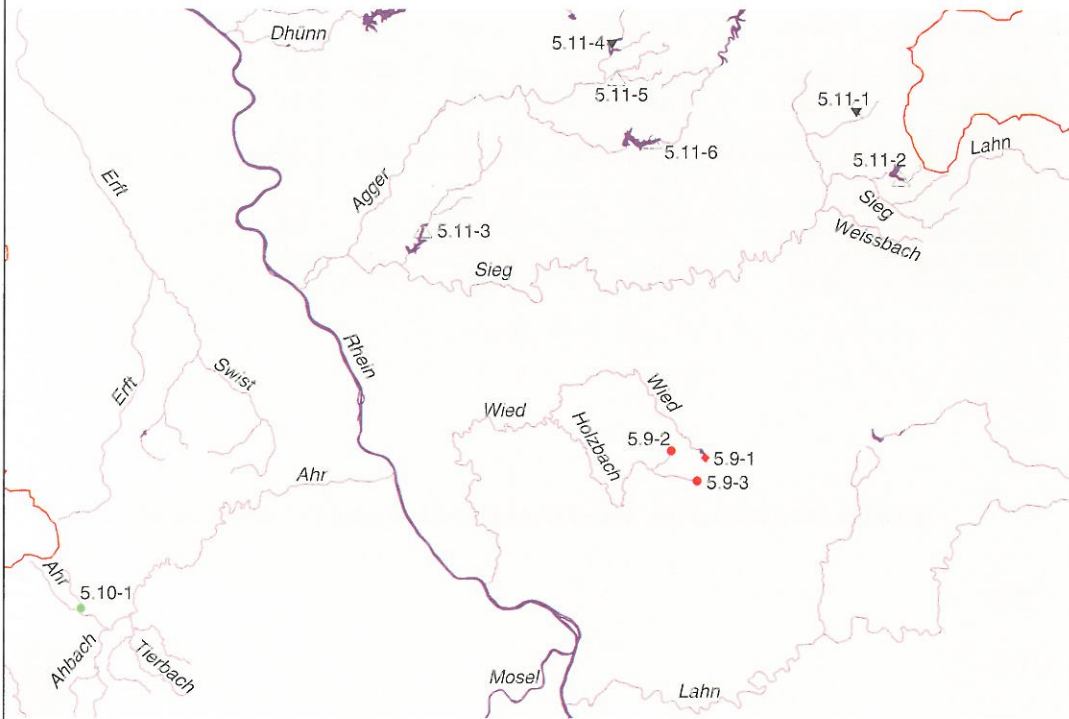 Dhünn
5.11-4
5.11-5
5.11-1
5.11-6
5.11-2
Lahn
Erft
Agger
Sieg
Weissbach
5.11-3
Sieg
Rhein
Swist
Erft
Wied
Wied
Holzbach
5.9-2
5.9-1
5.9-3
Ahr
Ahr
5.10-1
Ahbach
Tierbach
Mosel
Lahn